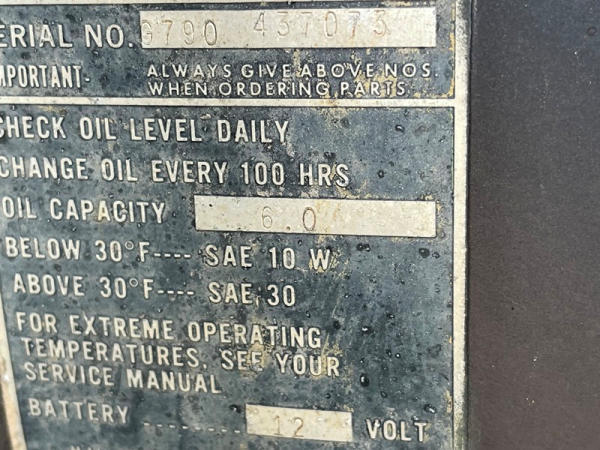 ERIAL NO. G790 437073
MPORTANT- ALWAYS GIVE ABOVE NOS.
WHEN ORDERING PARTS.
CHECK OIL LEVEL DAILY
CHANGE OIL EVERY 100 HRS
OIL CAPACITY 6.0
BELOW 30°F---- SAE 10 W
ABOVE 30°F---- SAE 30
FOR EXTREME OPERATING
TEMPERATURES, SEE YOUR
SERVICE MANUAL
BATTERY -------- 12 VOLT